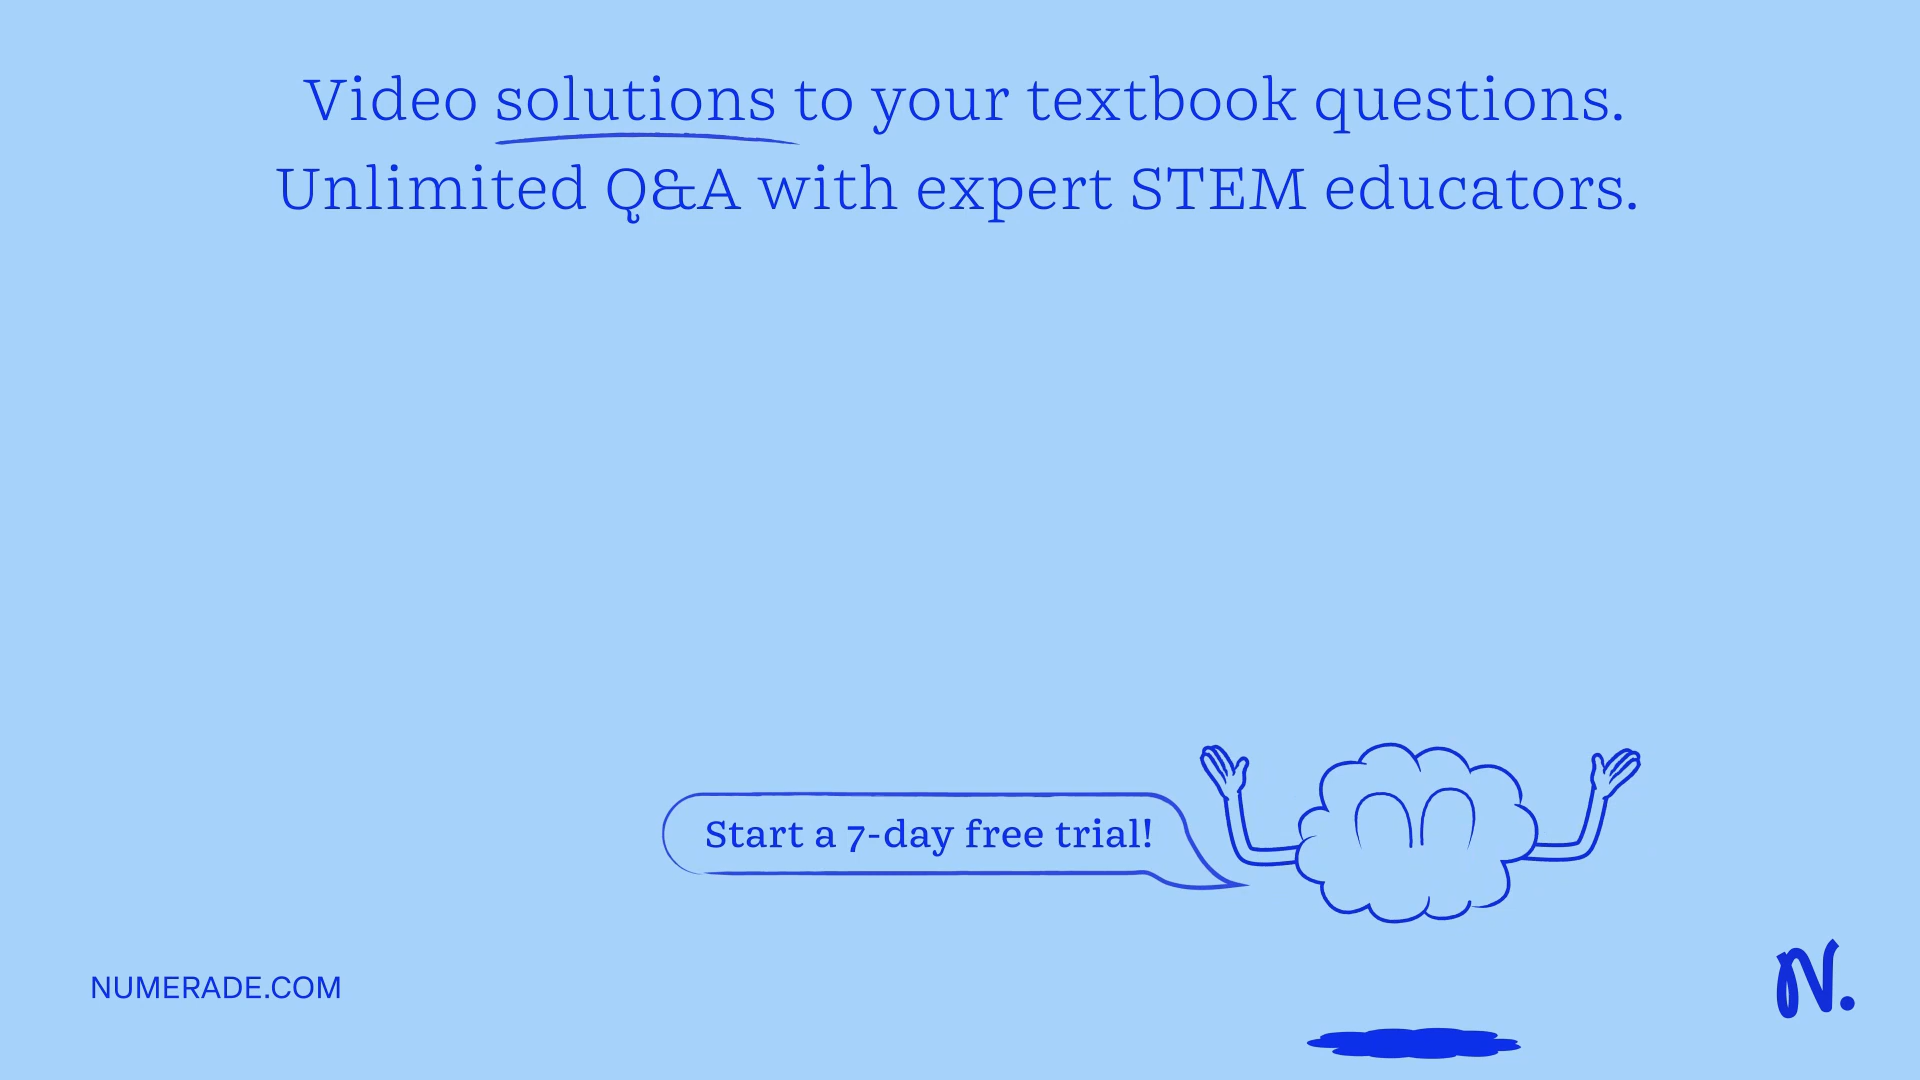 Video solutions to your textbook questions.
Unlimited Q&A with expert STEM educators.
Start a 7-day free trial!
NUMERADE.COM
N.